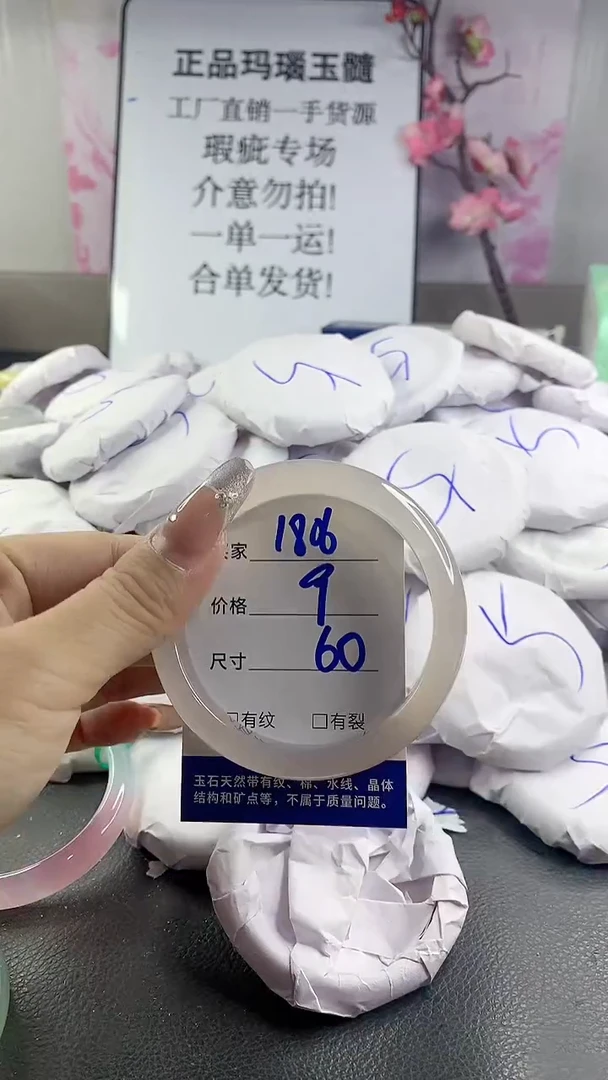 正品玛瑙玉髓
工厂直销一手货源
瑕疵专场
介意勿拍!
一单一运!
合单发货!
家 186
价格 9
尺寸 60
□有纹 □有裂
玉石天然带有纹、棉、水线、晶体
结构和矿点等，不属于质量问题。